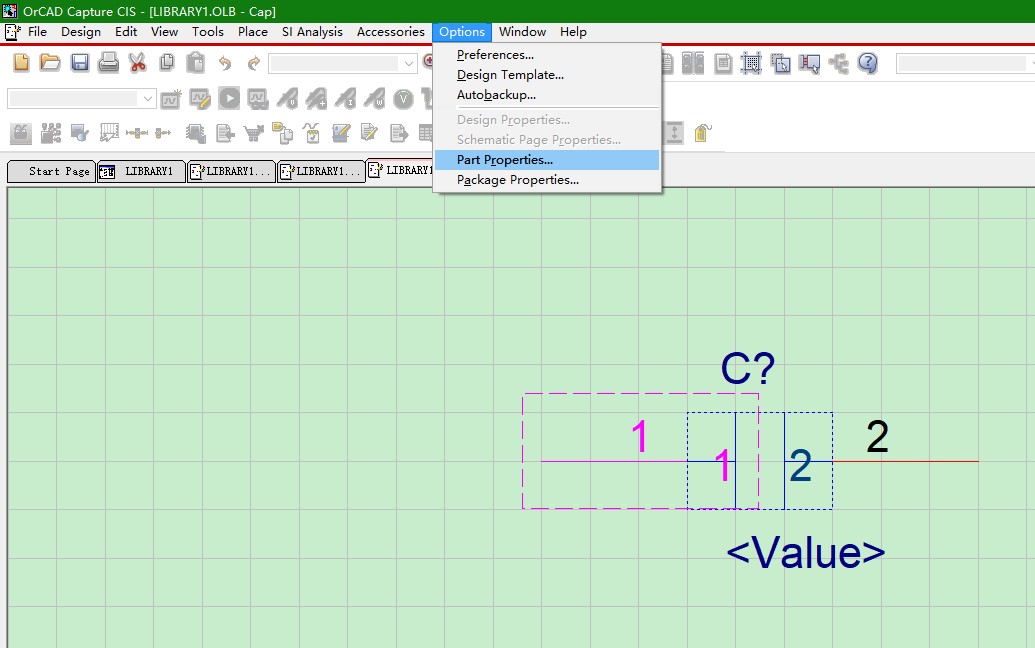 OrCAD Capture CIS - [LIBRARY1.OLB - Cap]
File Design Edit View Tools Place SI Analysis Accessories Options Window Help
Preferences...
Design Template...
Autobackup...
Design Properties...
Schematic Page Properties...
Part Properties...
Package Properties...
Start Page LIBRARY1 LIBRARY1... LIBRARY1... LIBRARY1
C?
1 2
1 2
<Value>